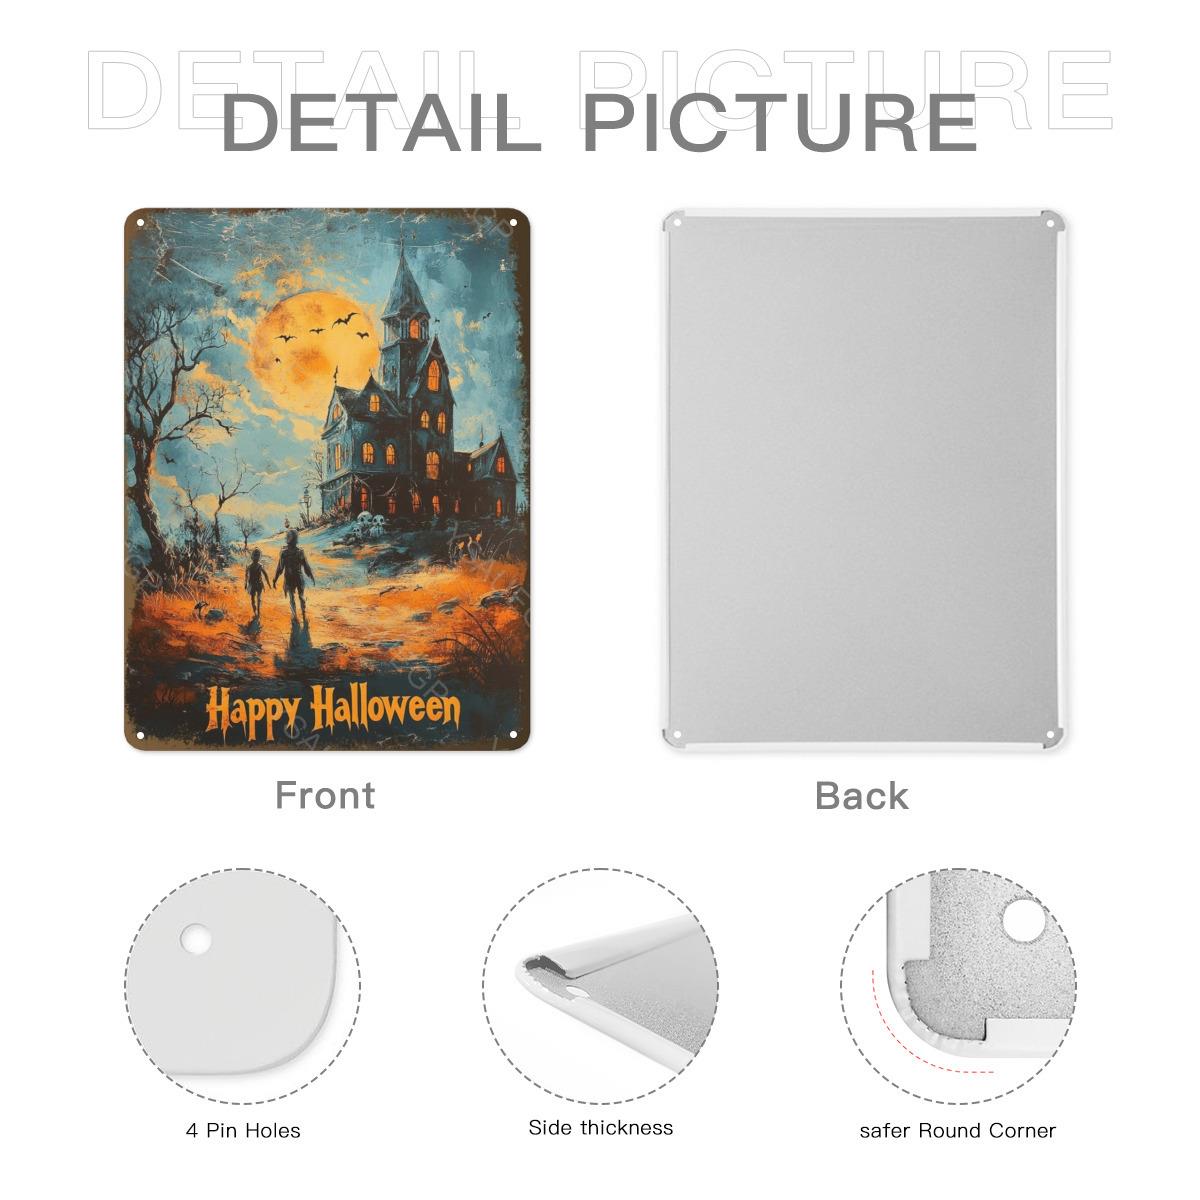 DETAIL PICTURE
DETAIL PICTURE
Happy Halloween
Front
Back
4 Pin Holes
Side thickness
safer Round Corner